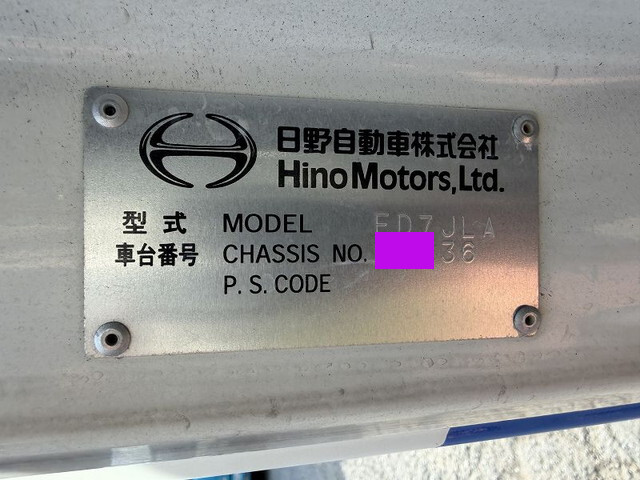 日野自動車株式会社
Hino Motors, Ltd.
型式 MODEL FD7JLA
車台番号 CHASSIS NO. 36
P.S. CODE